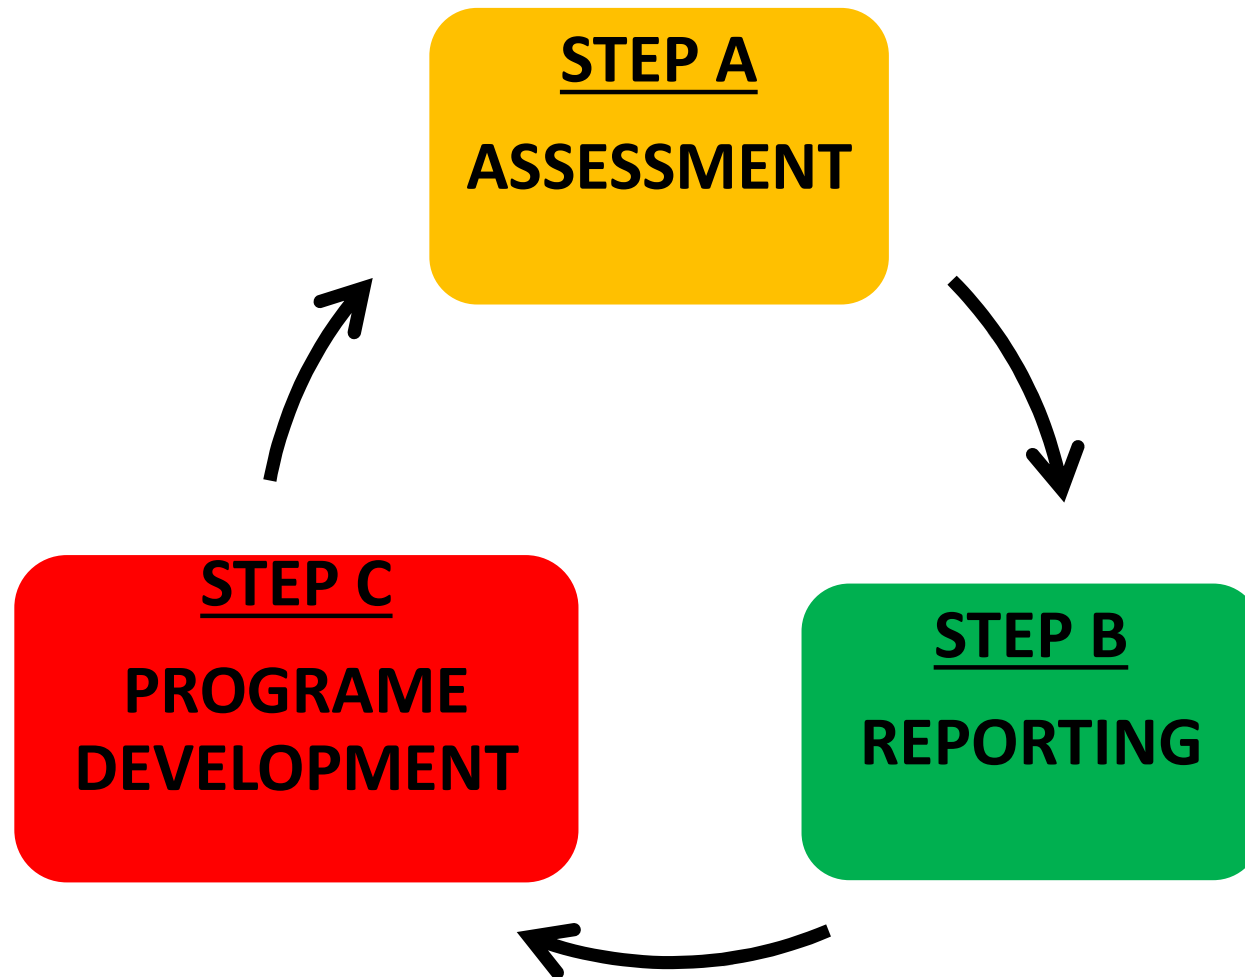 STEP A
ASSESSMENT
STEP B
REPORTING
STEP C
PROGRAME
DEVELOPMENT